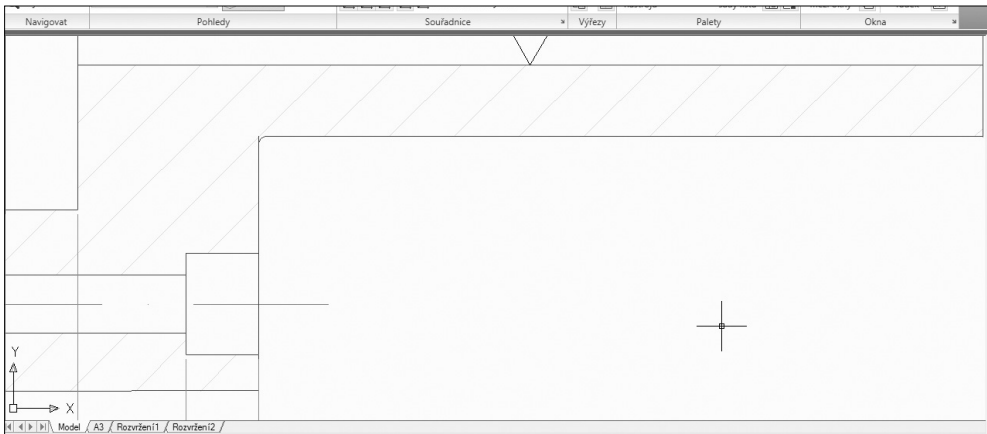 Navigovat Pohledy Souřadnice Výřezy Palety Okna
Y
X
Model A3 Rozvržení1 Rozvržení2